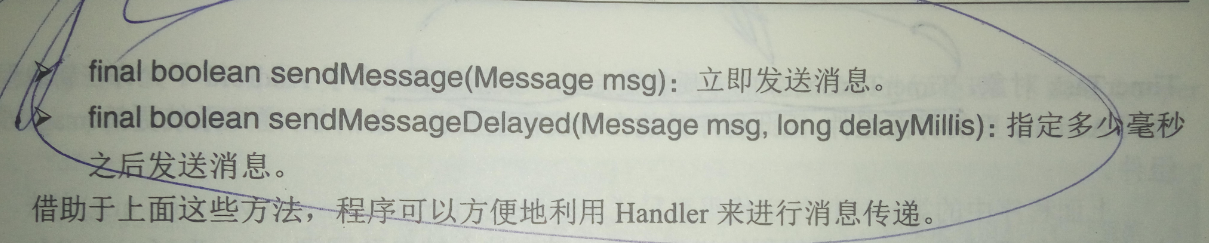 ➢ final boolean sendMessage(Message msg)：立即发送消息。
➢ final boolean sendMessageDelayed(Message msg, long delayMillis)：指定多少毫秒
之后发送消息。
借助于上面这些方法，程序可以方便地利用 Handler 来进行消息传递。